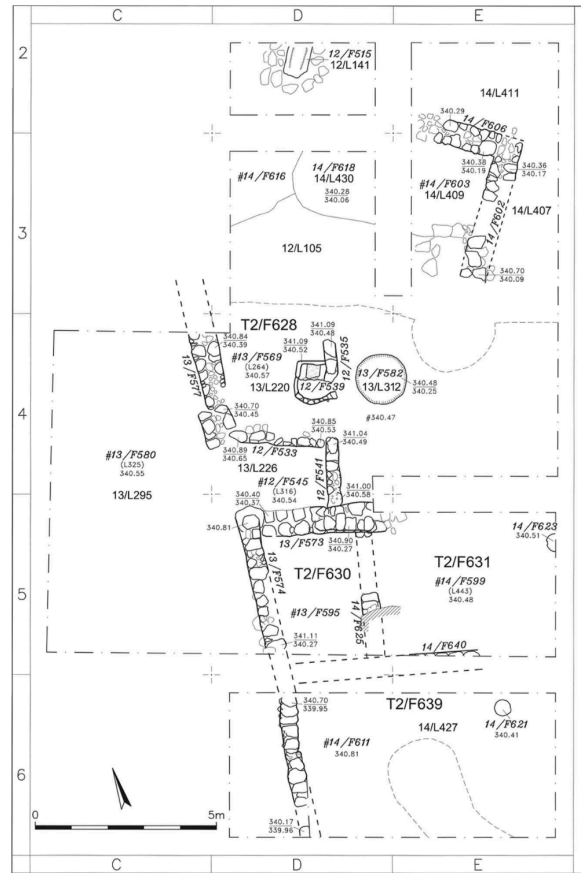 C D E
2
12/F515
12/L141
14/L411
340.29
14/F606
#14/F616
14/F618
14/L430
340.28
340.06
340.38
340.19
340.36
340.17
#14/F603
14/L409
14/F602
14/L407
3
12/L105
340.70
340.09
T2/F628
340.84
340.39
#13/F569
(L264)
340.57
13/L220
341.09
340.52
341.09
340.48
12/F535
12/F539
13/F582
13/L312
340.48
340.25
13/F577
4
340.70
340.45
#340.47
340.85
340.53
341.04
340.49
#13/F580
(L325)
340.55
13/L295
340.89
340.65
12/F533
13/L226
#12/F545
(L316)
340.54
12/F541
341.00
340.58
340.40
340.37
340.81
13/F573
340.90
340.27
14/F623
340.51
T2/F631
#14/F599
(L443)
340.48
13/F574
T2/F630
5
#13/F595
14/F625
341.11
340.27
14/F640
T2/F639
340.70
339.95
14/L427
14/F621
340.41
#14/F611
340.81
6
0 5m
340.17
339.96
C D E